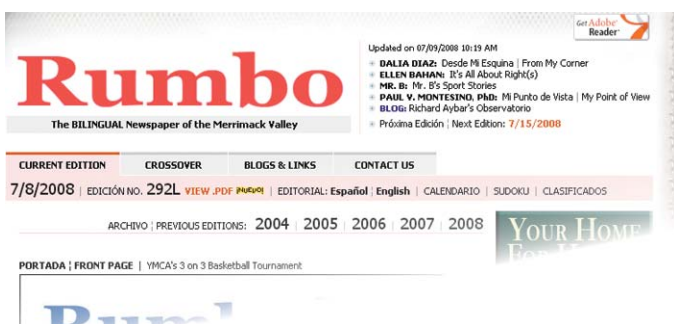 Get Adobe
Reader
Updated on 07/09/2008 10:19 AM
DALIA DIAZ: Desde Mi Esquina | From My Corner
ELLEN BAHAN: It's All About Right(s)
MR. B: Mr. B's Sport Stories
PAUL V. MONTESINO, PhD: Mi Punto de Vista | My Point of View
BLOG: Richard Aybar's Observatorio
Próxima Edición | Next Edition: 7/15/2008
Rumbo
The BILINGUAL Newspaper of the Merrimack Valley
CURRENT EDITION CROSSOVER BLOGS & LINKS CONTACT US
7/8/2008 | EDICIÓN NO. 292L VIEW .PDF ¡NUEVO! | EDITORIAL: Español | English | CALENDARIO | SUDOKU | CLASIFICADOS
ARCHIVO | PREVIOUS EDITIONS: 2004 | 2005 | 2006 | 2007 | 2008
YOUR HOME
PORTADA | FRONT PAGE | YMCA's 3 on 3 Basketball Tournament
Rumb